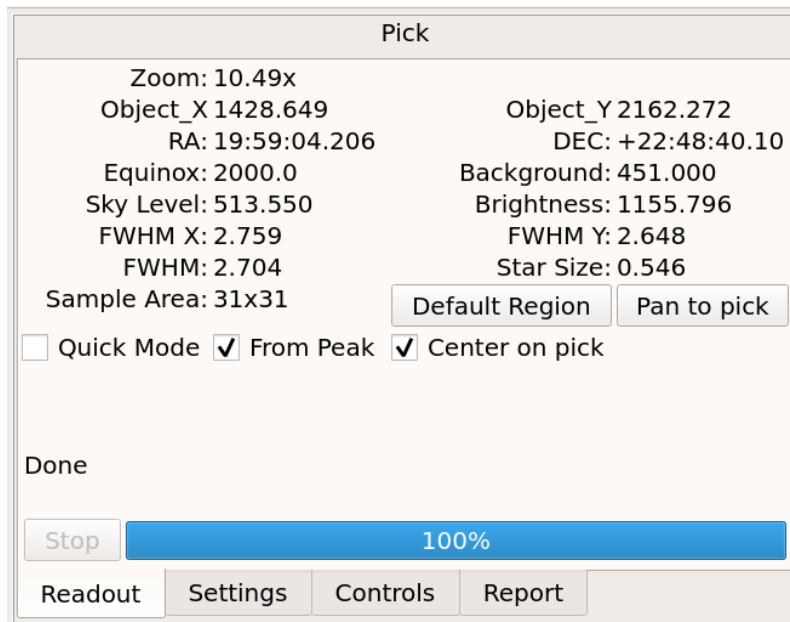 Pick
Zoom: 10.49x
Object_X 1428.649 Object_Y 2162.272
RA: 19:59:04.206 DEC: +22:48:40.10
Equinox: 2000.0 Background: 451.000
Sky Level: 513.550 Brightness: 1155.796
FWHM X: 2.759 FWHM Y: 2.648
FWHM: 2.704 Star Size: 0.546
Sample Area: 31x31 Default Region Pan to pick
Quick Mode From Peak Center on pick
Done
Stop 100%
Readout Settings Controls Report